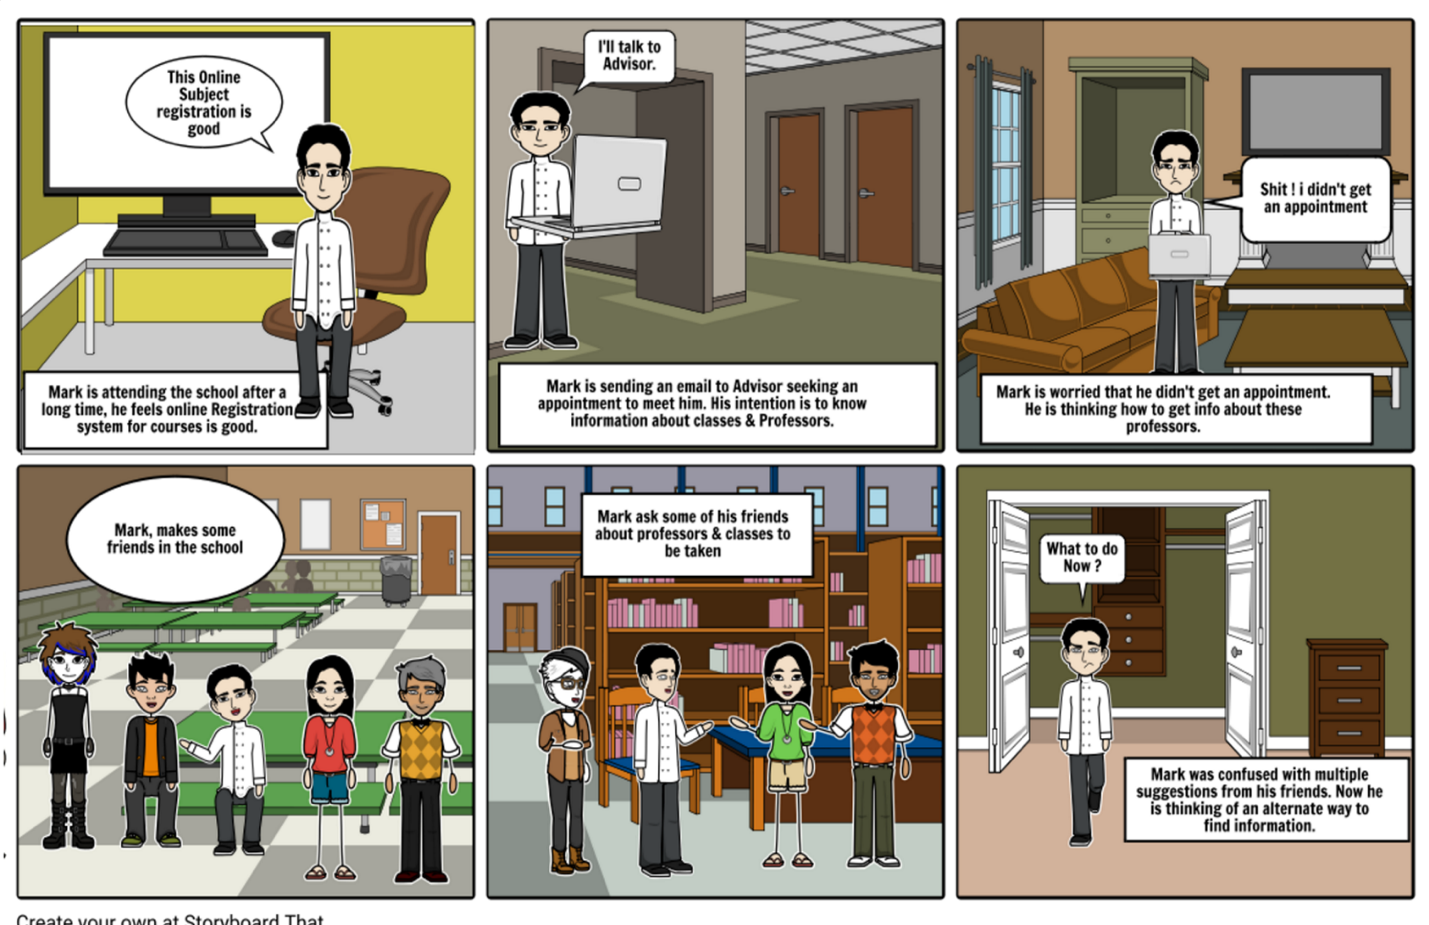 This Online
Subject
registration is
good
Mark is attending the school after a
long time, he feels online Registration
system for courses is good.
I'll talk to
Advisor.
Mark is sending an email to Advisor seeking an
appointment to meet him. His intention is to know
information about classes & Professors.
Shit ! i didn't get
an appointment
Mark is worried that he didn't get an appointment.
He is thinking how to get info about these
professors.
Mark, makes some
friends in the school
Mark ask some of his friends
about professors & classes to
be taken
What to do
Now ?
Mark was confused with multiple
suggestions from his friends. Now he
is thinking of an alternate way to
find information.
Create your own at Storyboard That